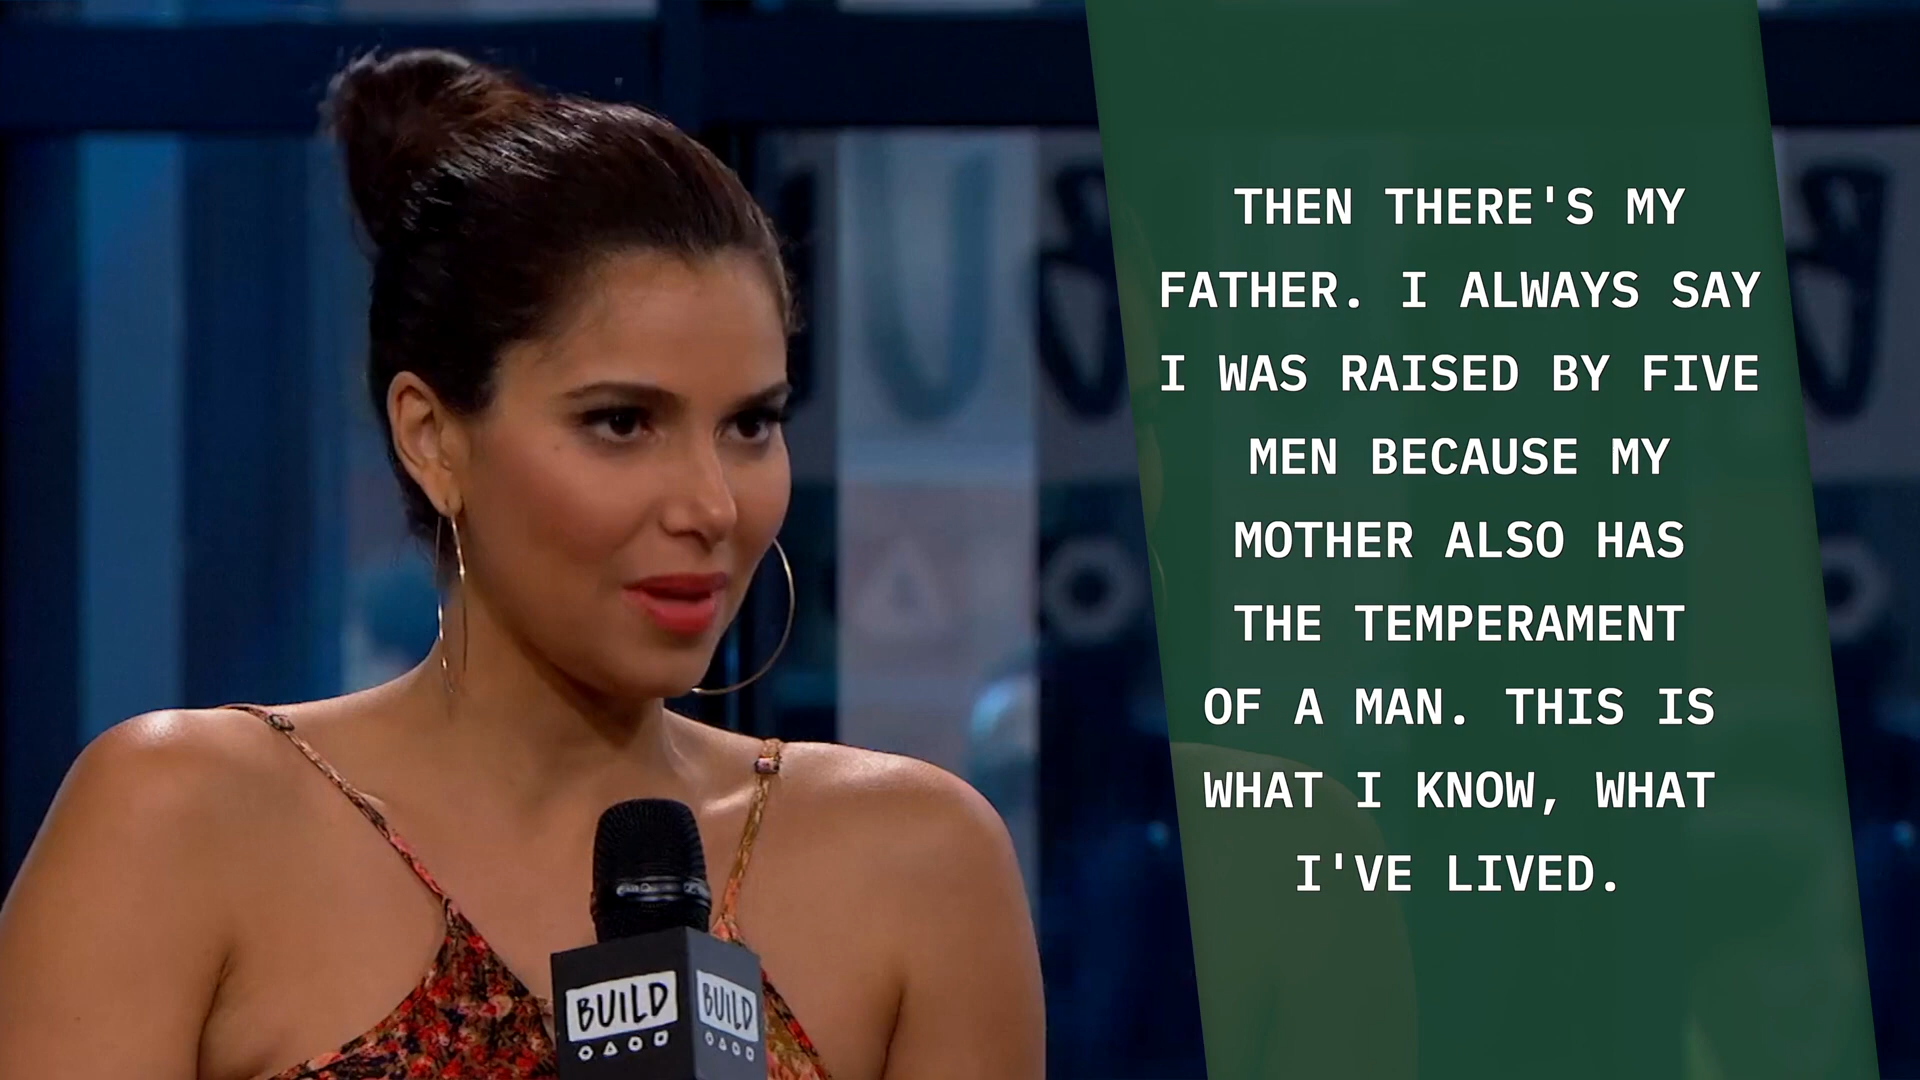 THEN THERE'S MY
FATHER. I ALWAYS SAY
I WAS RAISED BY FIVE
MEN BECAUSE MY
MOTHER ALSO HAS
THE TEMPERAMENT
OF A MAN. THIS IS
WHAT I KNOW, WHAT
I'VE LIVED.
BUILD
BUILD